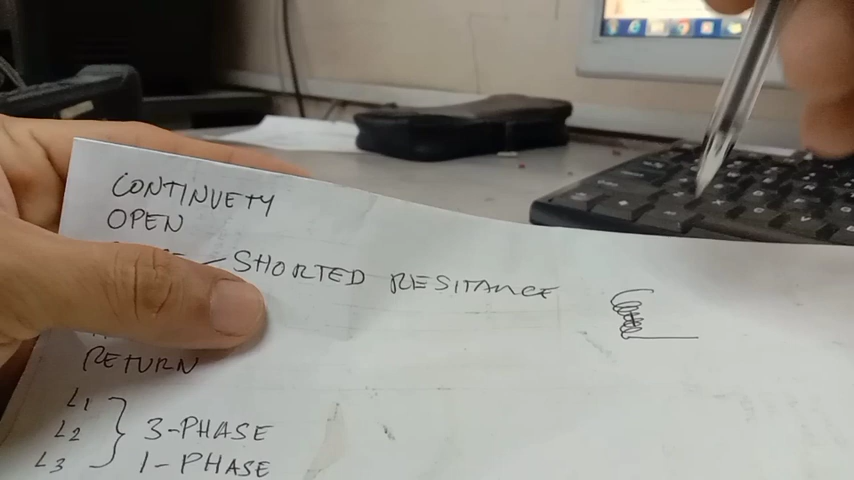 CONTINUETY
OPEN
SHORTED RESITANCE
RETURN
L1
L2
L3
3-PHASE
1-PHASE